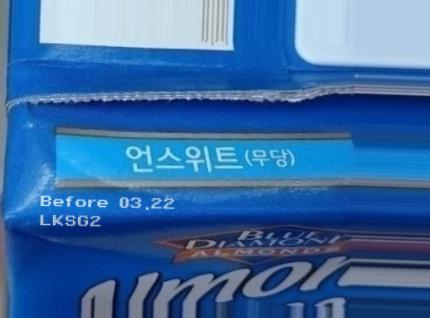 언스위트(무당)
Before 03.22
LKSG2
BLUE
DIAMOND
ALMONDS